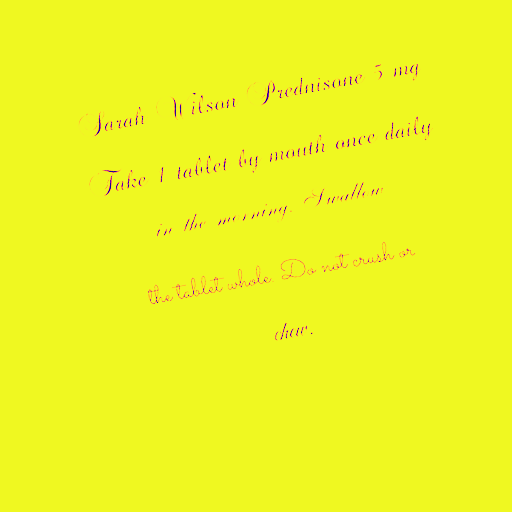 Sarah Wilson Prednisone 5 mg
Take 1 tablet by mouth once daily
in the morning. Swallow
the tablet whole. Do not crush or
chew.